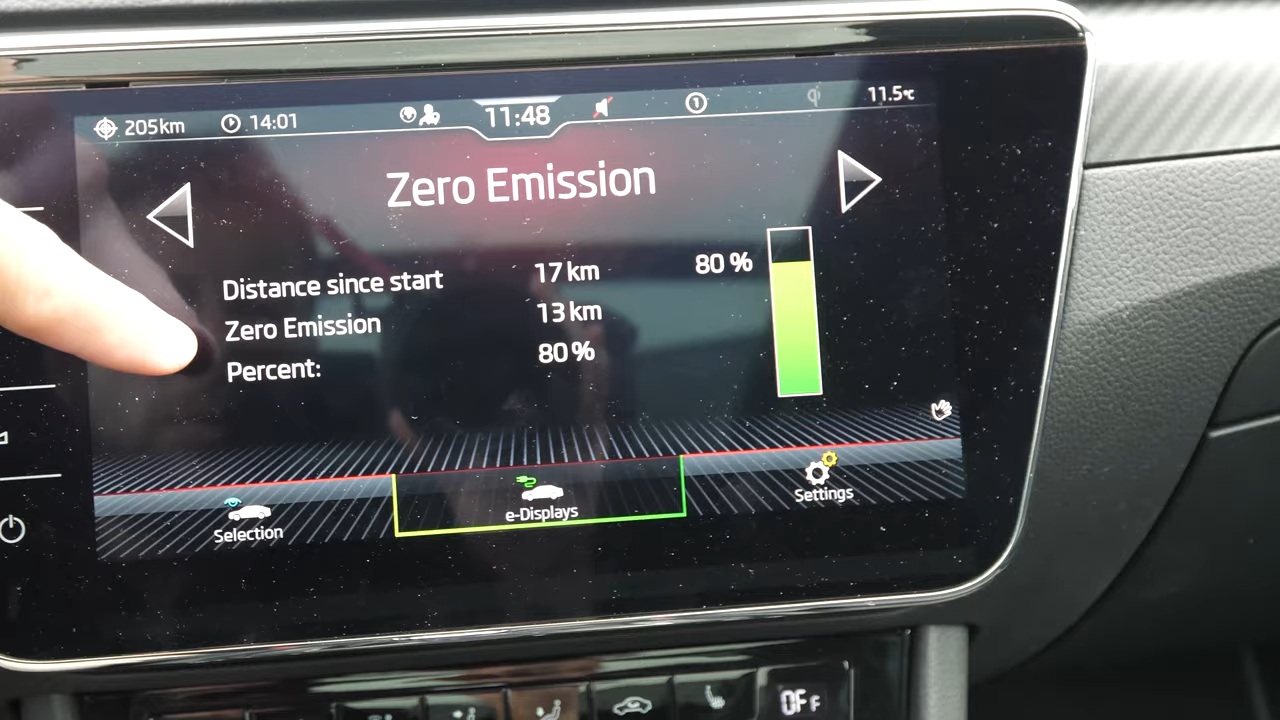 205km 14:01 11:48 1 11.5°C
Zero Emission
Distance since start 17 km 80 %
Zero Emission 13 km
Percent: 80 %
Selection e-Displays Settings
OFF